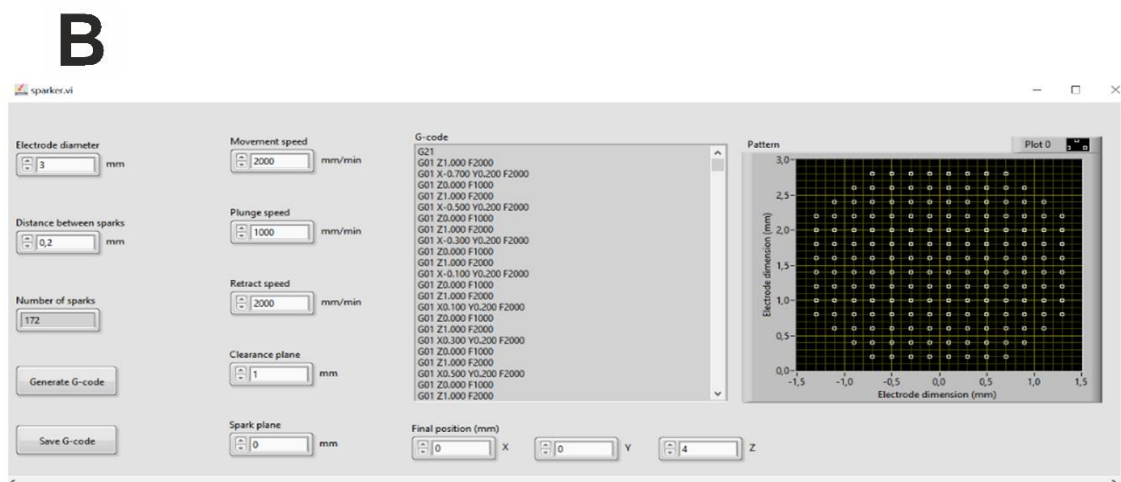 B
sparker.vi
Electrode diameter
3 mm
Distance between sparks
0,2 mm
Number of sparks
172
Generate G-code
Save G-code
Movement speed
2000 mm/min
Plunge speed
1000 mm/min
Retract speed
2000 mm/min
Clearance plane
1 mm
Spark plane
0 mm
G-code
G21
G01 Z1.000 F2000
G01 X-0.700 Y0.200 F2000
G01 Z0.000 F1000
G01 Z1.000 F2000
G01 X-0.500 Y0.200 F2000
G01 Z0.000 F1000
G01 Z1.000 F2000
G01 X-0.300 Y0.200 F2000
G01 Z0.000 F1000
G01 Z1.000 F2000
G01 X-0.100 Y0.200 F2000
G01 Z0.000 F1000
G01 Z1.000 F2000
G01 X0.100 Y0.200 F2000
G01 Z0.000 F1000
G01 Z1.000 F2000
G01 X0.300 Y0.200 F2000
G01 Z0.000 F1000
G01 Z1.000 F2000
G01 X0.500 Y0.200 F2000
G01 Z0.000 F1000
G01 Z1.000 F2000
Final position (mm)
0 X 0 Y 4 Z
Pattern
Plot 0
Electrode dimension (mm)
3,0
2,5
2,0
1,5
1,0
0,5
0,0
-1,5 -1,0 -0,5 0,0 0,5 1,0 1,5
Electrode dimension (mm)